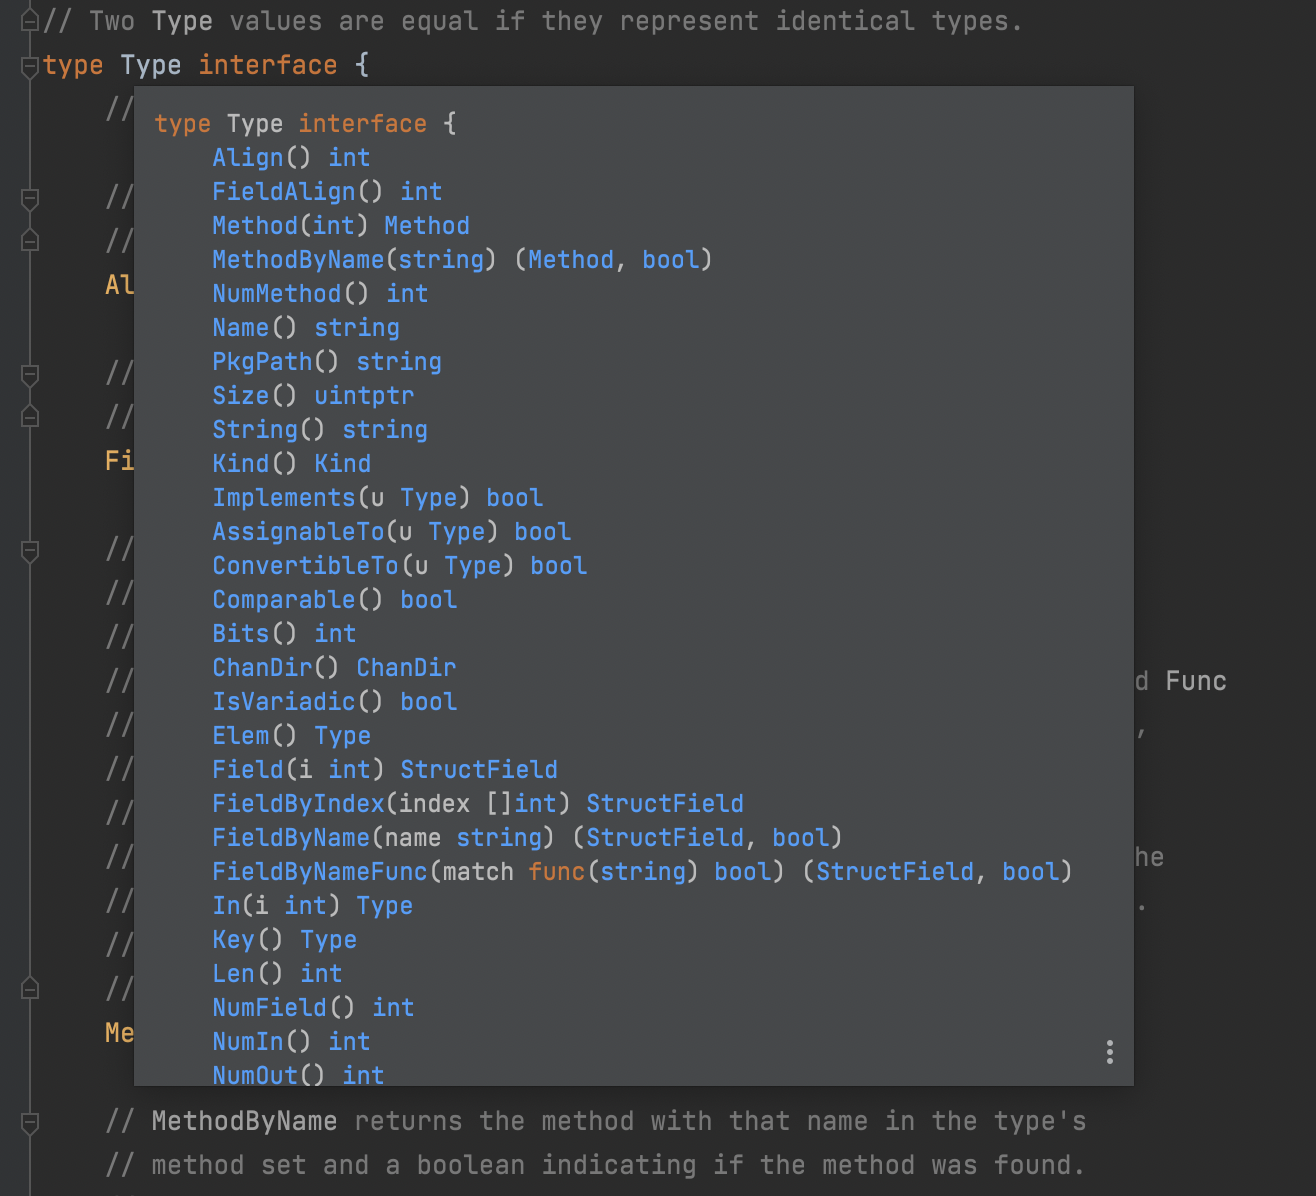 // Two Type values are equal if they represent identical types.
type Type interface {
//
type Type interface {
Align() int
//
FieldAlign() int
//
Method(int) Method
MethodByName(string) (Method, bool)
Al
NumMethod() int
Name() string
//
PkgPath() string
Size() uintptr
//
String() string
Fi
Kind() Kind
Implements(u Type) bool
//
AssignableTo(u Type) bool
ConvertibleTo(u Type) bool
//
Comparable() bool
//
Bits() int
ChanDir() ChanDir
// d Func
IsVariadic() bool
// ,
Elem() Type
//
Field(i int) StructField
//
FieldByIndex(index []int) StructField
FieldByName(name string) (StructField, bool)
// he
FieldByNameFunc(match func(string) bool) (StructField, bool)
// .
In(i int) Type
//
Key() Type
//
Len() int
NumField() int
Me
NumIn() int
NumOut() int
// MethodByName returns the method with that name in the type's
// method set and a boolean indicating if the method was found.